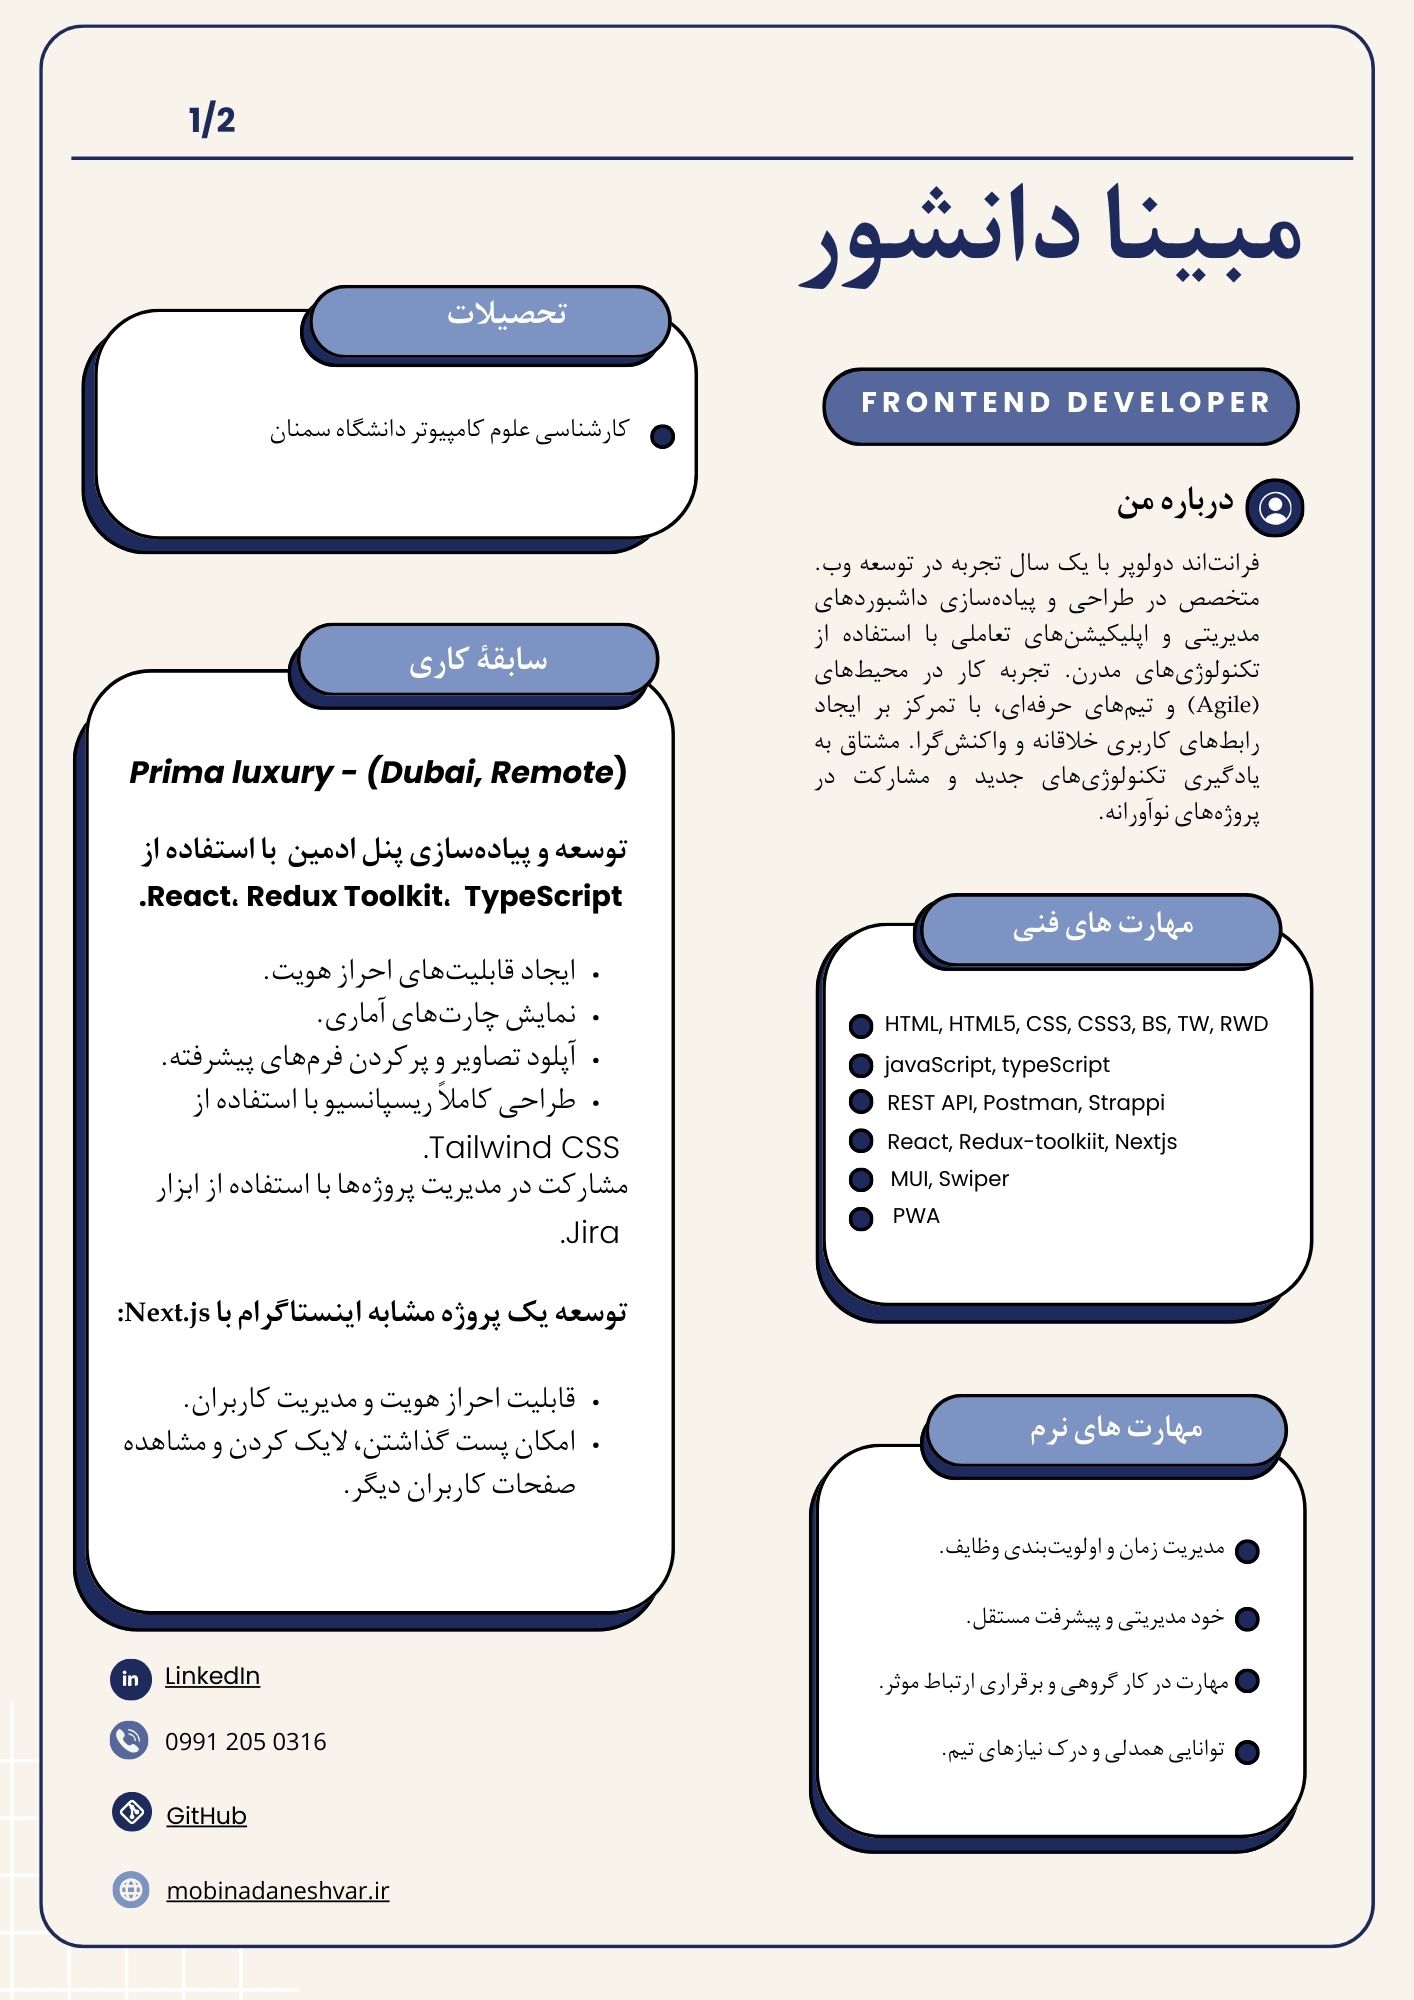 1/2
مبینا دانشور
FRONTEND DEVELOPER
درباره من
فرانت‌اند دولوپر با یک سال تجربه در توسعه وب.
متخصص در طراحی و پیاده‌سازی داشبوردهای
مدیریتی و اپلیکیشن‌های تعاملی با استفاده از
تکنولوژی‌های مدرن. تجربه کار در محیط‌های
(Agile) و تیم‌های حرفه‌ای، با تمرکز بر ایجاد
رابط‌های کاربری خلاقانه و واکنش‌گرا. مشتاق به
یادگیری تکنولوژی‌های جدید و مشارکت در
پروژه‌های نوآورانه.
مهارت های فنی
HTML, HTML5, CSS, CSS3, BS, TW, RWD
javaScript, typeScript
REST API, Postman, Strappi
React, Redux-toolkiit, Nextjs
MUI, Swiper
PWA
مهارت های نرم
مدیریت زمان و اولویت‌بندی وظایف.
خود مدیریتی و پیشرفت مستقل.
مهارت در کار گروهی و برقراری ارتباط موثر.
توانایی همدلی و درک نیازهای تیم.
تحصیلات
کارشناسی علوم کامپیوتر دانشگاه سمنان
سابقهٔ کاری
Prima luxury - (Dubai, Remote)
توسعه و پیاده‌سازی پنل ادمین با استفاده از
.React، Redux Toolkit، TypeScript
• ایجاد قابلیت‌های احراز هویت.
• نمایش چارت‌های آماری.
• آپلود تصاویر و پر کردن فرم‌های پیشرفته.
• طراحی کاملاً ریسپانسیو با استفاده از
.Tailwind CSS
مشارکت در مدیریت پروژه‌ها با استفاده از ابزار
.Jira
توسعه یک پروژه مشابه اینستاگرام با Next.js:
• قابلیت احراز هویت و مدیریت کاربران.
• امکان پست گذاشتن، لایک کردن و مشاهده
صفحات کاربران دیگر.
LinkedIn
0991 205 0316
GitHub
mobinadaneshvar.ir